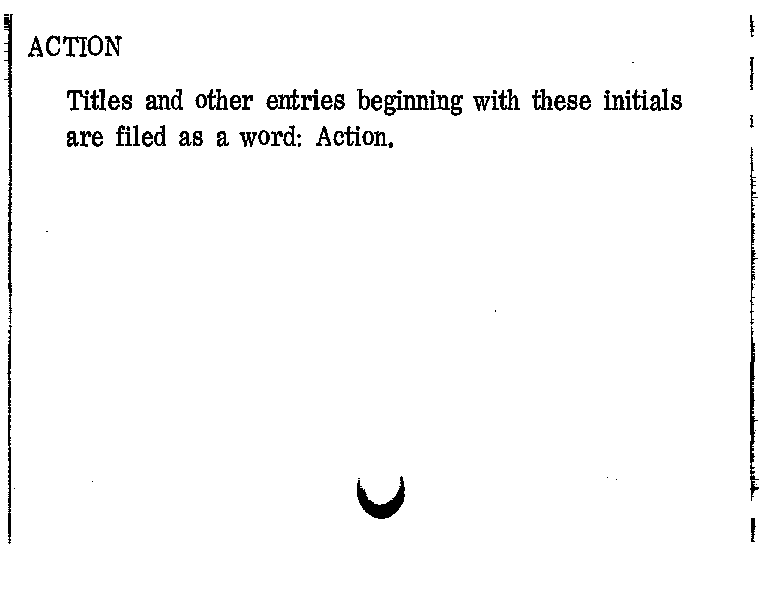 ACTION
Titles and other entries beginning with these initials
are filed as a word: Action.